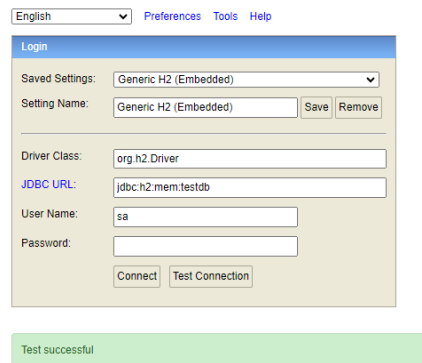 English Preferences Tools Help
Login
Saved Settings: Generic H2 (Embedded)
Setting Name: Generic H2 (Embedded) Save Remove
Driver Class: org.h2.Driver
JDBC URL: jdbc:h2:mem:testdb
User Name: sa
Password:
Connect Test Connection
Test successful